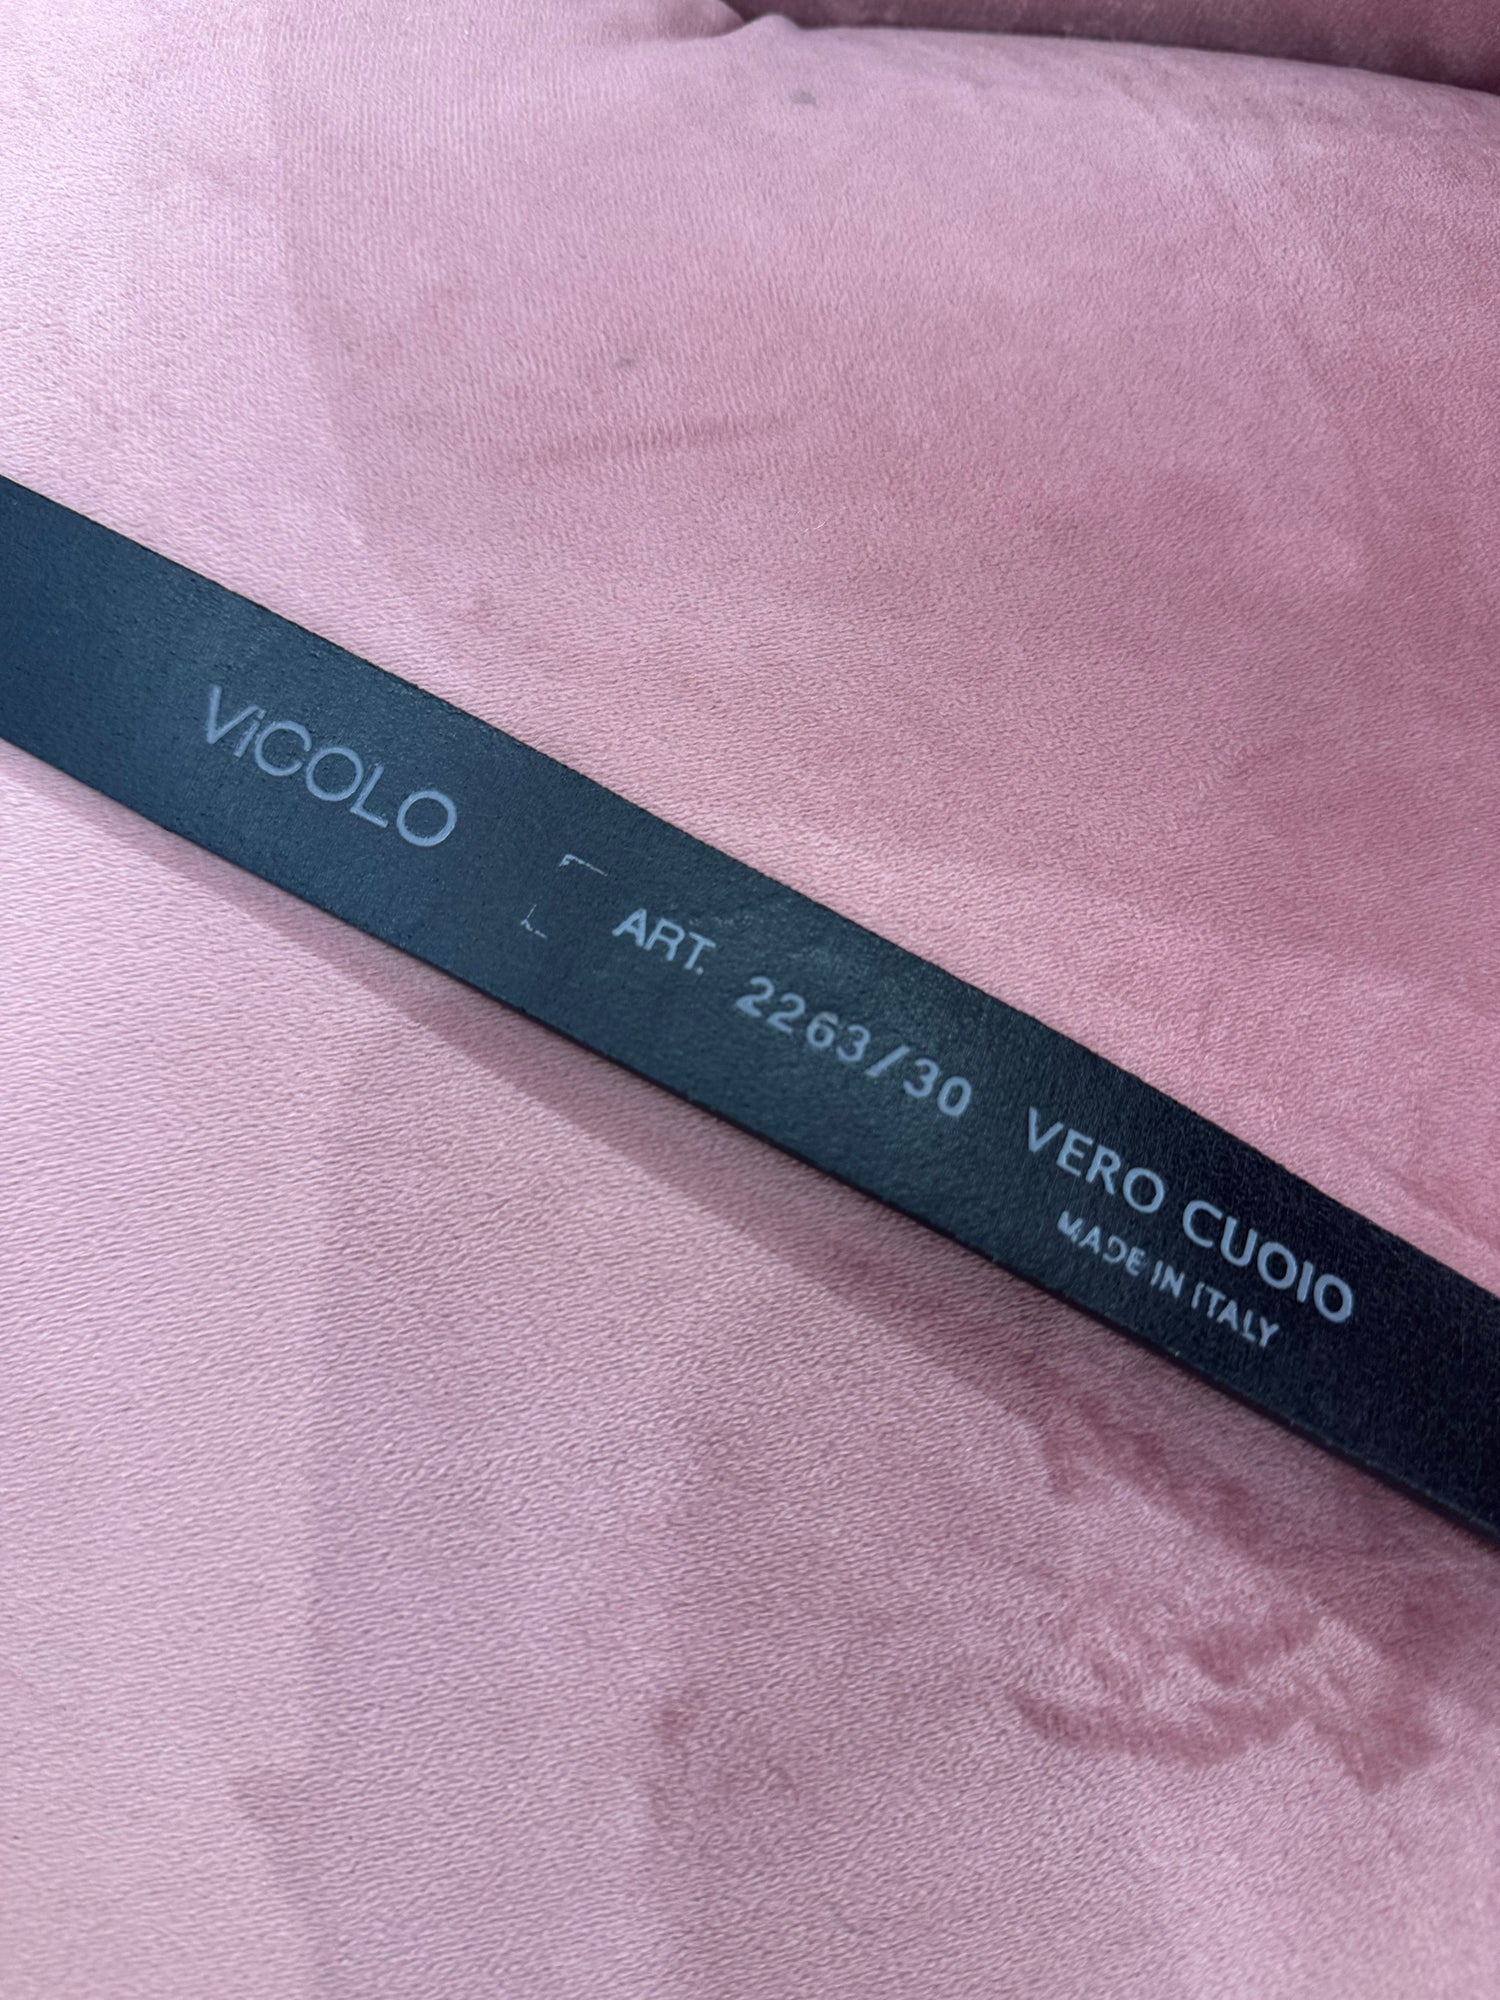 ViCOLO
ART. 2263/30
VERO CUOIO
MADE IN ITALY